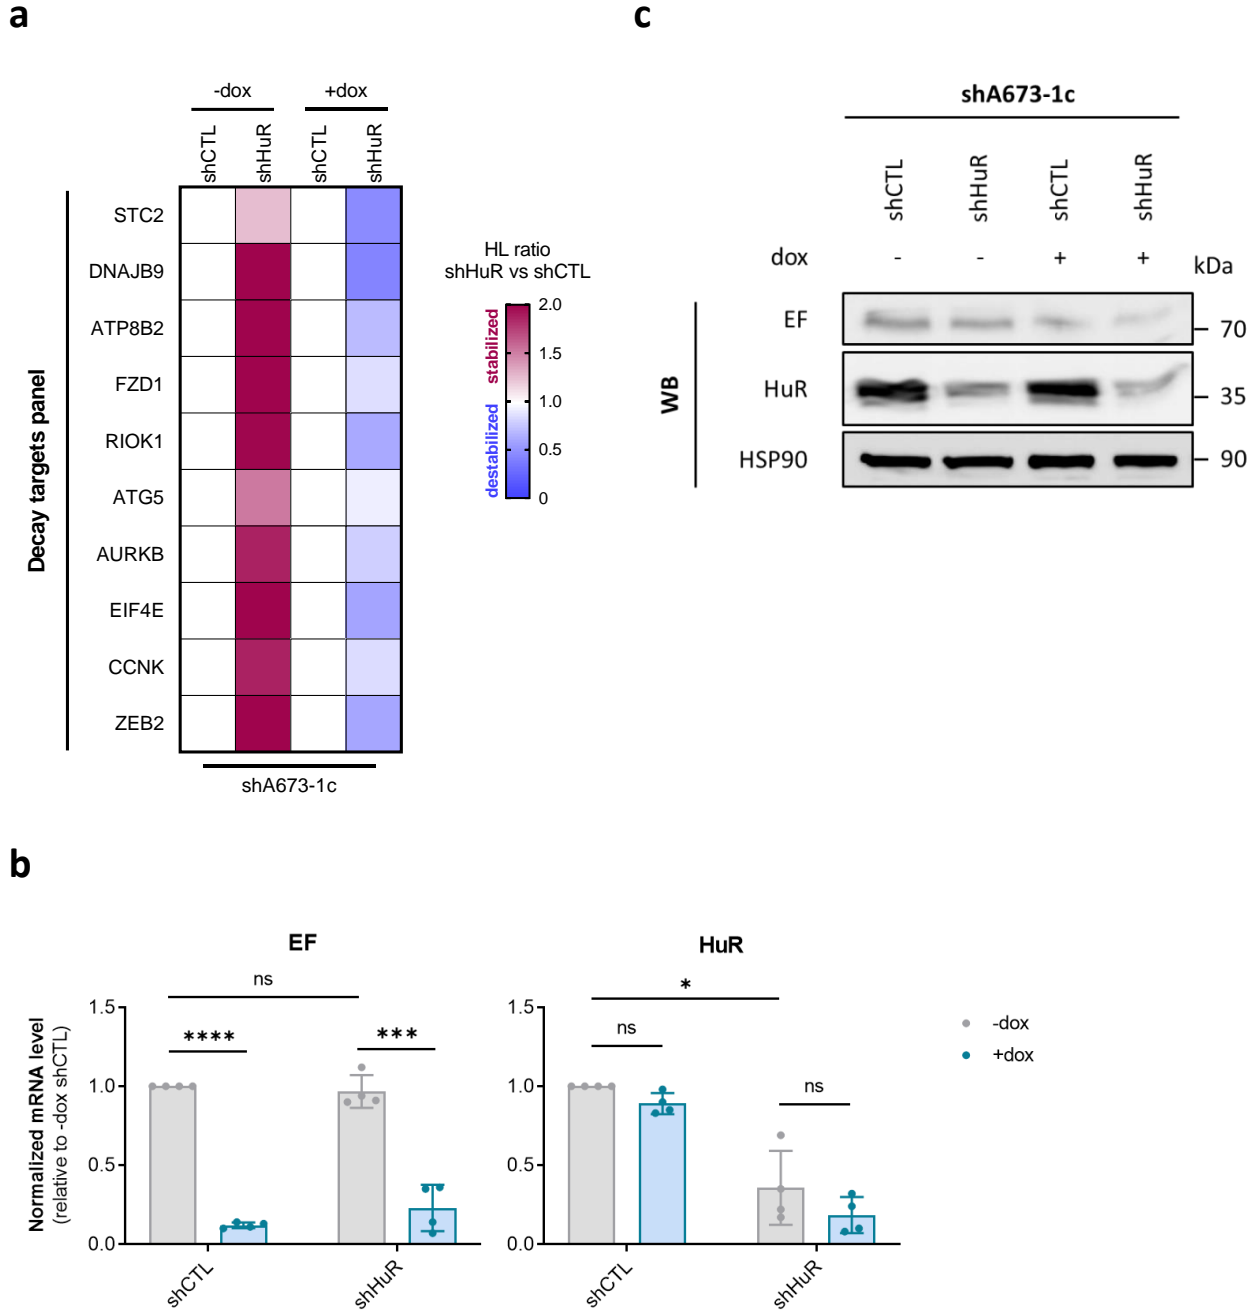 a
-dox
+dox
shCTL
shHuR
shCTL
shHuR
Decay targets panel
STC2
DNAJB9
ATP8B2
FZD1
RIOK1
ATG5
AURKB
EIF4E
CCNK
ZEB2
shA673-1c
HL ratio
shHuR vs shCTL
stabilized
destabilized
2.0
1.5
1.0
0.5
0
c
shA673-1c
shCTL
shHuR
shCTL
shHuR
dox - - + +
kDa
WB
EF
70
HuR
35
HSP90
90
b
EF
Normalized mRNA level
(relative to -dox shCTL)
1.5
1.0
0.5
0.0
ns
****
***
shCTL
shHuR
HuR
1.5
1.0
0.5
0.0
*
ns
ns
shCTL
shHuR
-dox
+dox